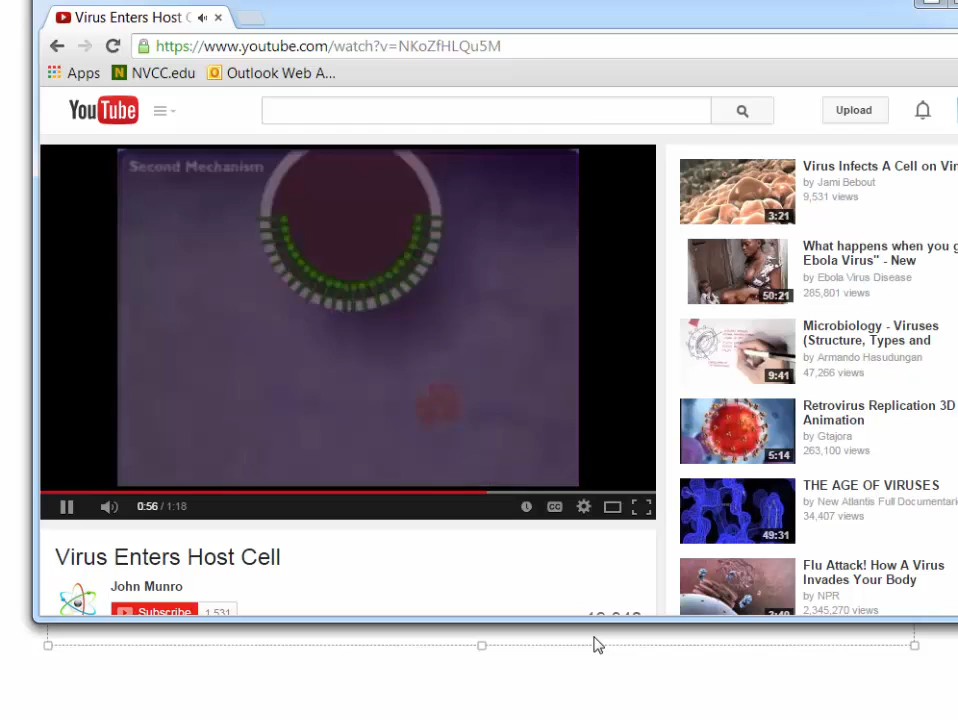 Virus Enters Host C
https://www.youtube.com/watch?v=NKoZfHLQu5M
Apps NVCC.edu Outlook Web A...
YouTube
Upload
Second Mechanism
0:56 / 1:18
CC
Virus Enters Host Cell
John Munro
Subscribe 1,531
Virus Infects A Cell on Vir
by Jami Bebout
9,531 views
3:21
What happens when you g
Ebola Virus" - New
by Ebola Virus Disease
285,801 views
50:21
Microbiology - Viruses
(Structure, Types and
by Armando Hasudungan
47,266 views
9:41
Retrovirus Replication 3D
Animation
by Gtajora
263,100 views
5:14
THE AGE OF VIRUSES
by New Atlantis Full Documentari
34,407 views
49:31
Flu Attack! How A Virus
Invades Your Body
by NPR
2,345,270 views